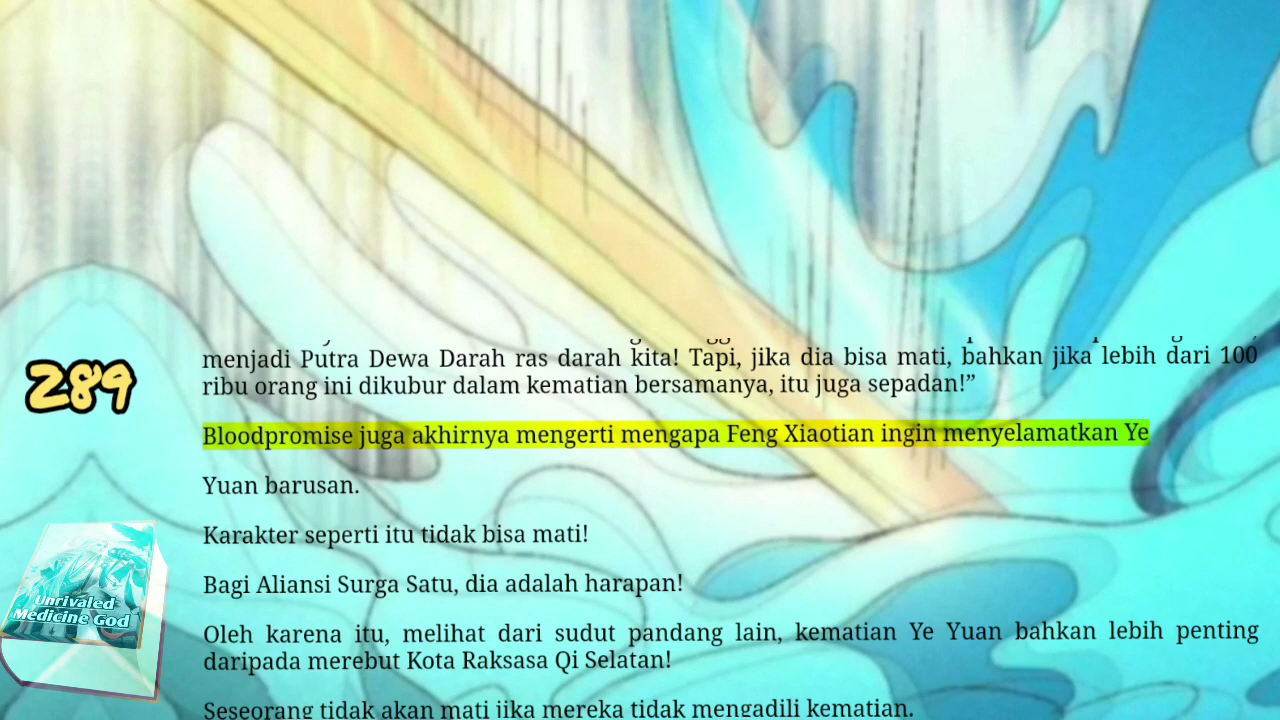 menjadi Putra Dewa Darah ras darah kita! Tapi, jika dia bisa mati, bahkan jika lebih dari 100
ribu orang ini dikubur dalam kematian bersamanya, itu juga sepadan!”
289
Bloodpromise juga akhirnya mengerti mengapa Feng Xiaotian ingin menyelamatkan Ye
Yuan barusan.
Karakter seperti itu tidak bisa mati!
Bagi Aliansi Surga Satu, dia adalah harapan!
Unrivaled
Medicine God
Oleh karena itu, melihat dari sudut pandang lain, kematian Ye Yuan bahkan lebih penting
daripada merebut Kota Raksasa Qi Selatan!
Seseorang tidak akan mati jika mereka tidak mengadili kematian.